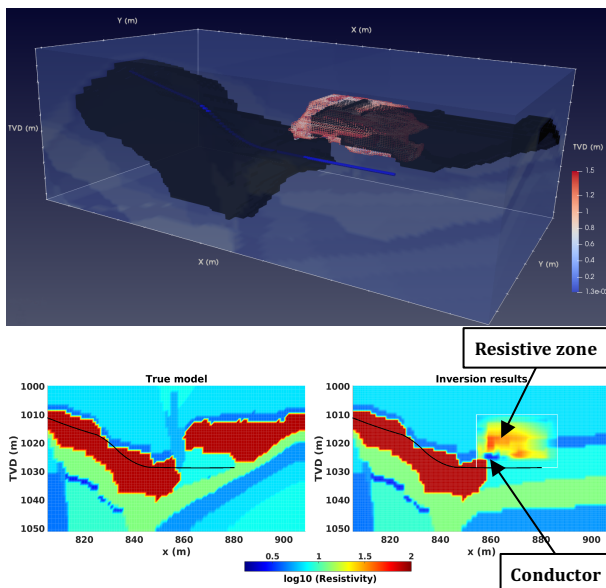 Y (m)
X (m)
TVD (m)
TVD (m)
1.5
1
0.8
0.6
0.4
0.2
X (m)
Y (m)
Resistive zone
True model
Inversion results
1000
1010
1020
1030
1040
1050
TVD (m)
820
840
860
880
900
x (m)
1000
1010
1020
1030
1040
1050
TVD (m)
820
840
860
880
900
x (m)
0.5
1
1.5
2
log10 (Resistivity)
Conductor